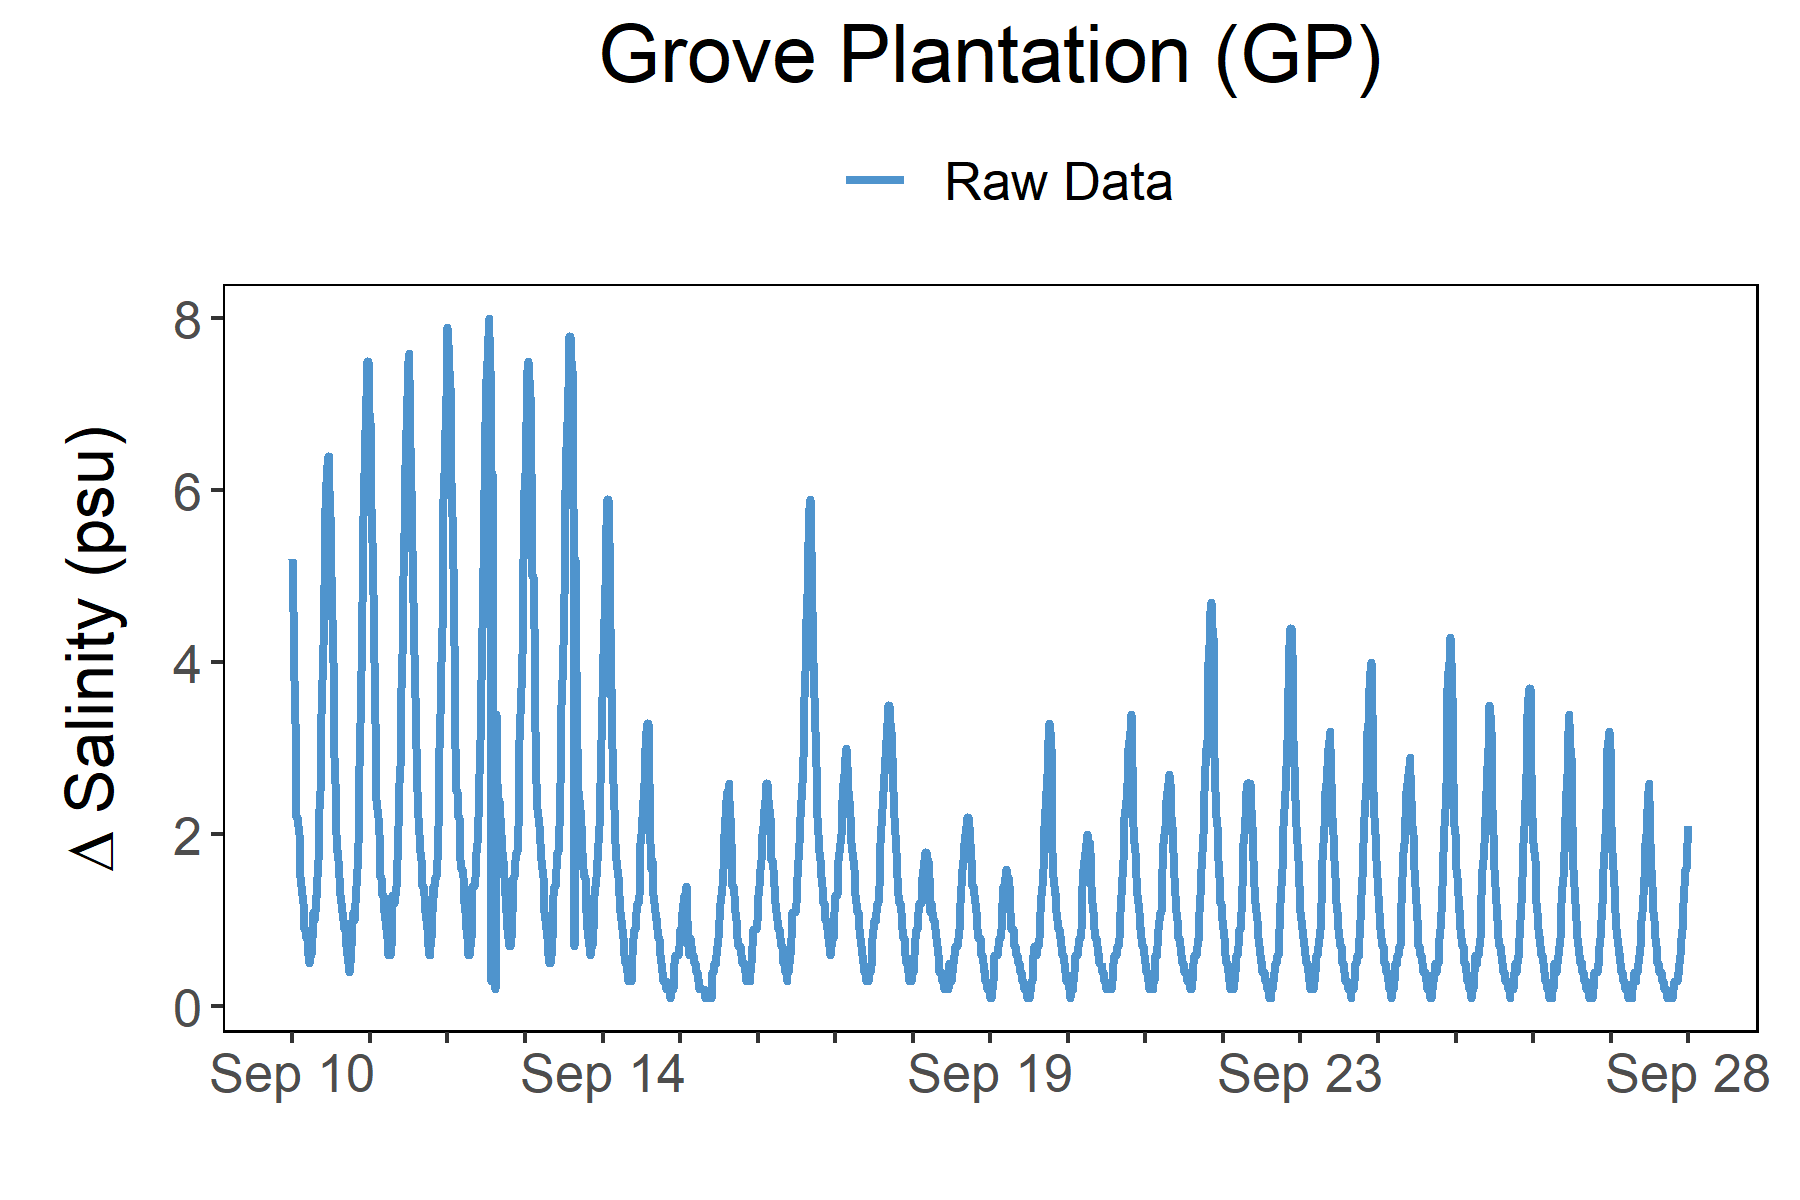 Grove Plantation (GP)
Raw Data
Δ Salinity (psu)
8
6
4
2
0
Sep 10
Sep 14
Sep 19
Sep 23
Sep 28